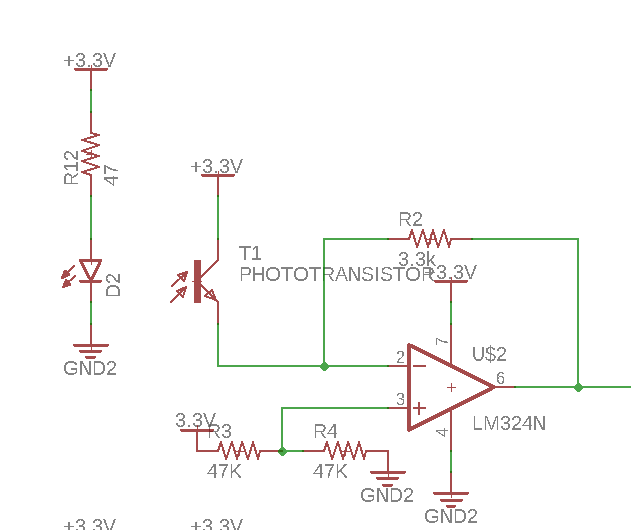 +3.3V
R12
47
D2
GND2
+3.3V
T1
PHOTOTRANSISTOR
R2
3.3k
+3.3V
7
U$2
2
3
6
4
LM324N
3.3V
R3
47K
R4
47K
GND2
GND2
+3.3V
+3.3V